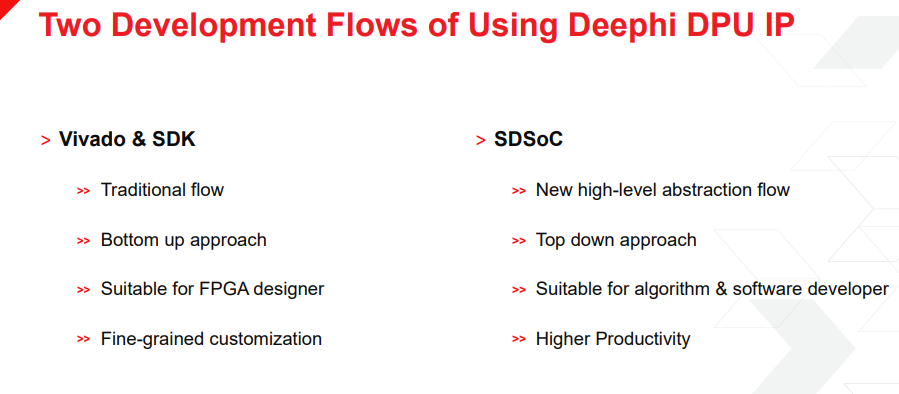 Two Development Flows of Using Deephi DPU IP
> Vivado & SDK
>> Traditional flow
>> Bottom up approach
>> Suitable for FPGA designer
>> Fine-grained customization
> SDSoC
>> New high-level abstraction flow
>> Top down approach
>> Suitable for algorithm & software developer
>> Higher Productivity